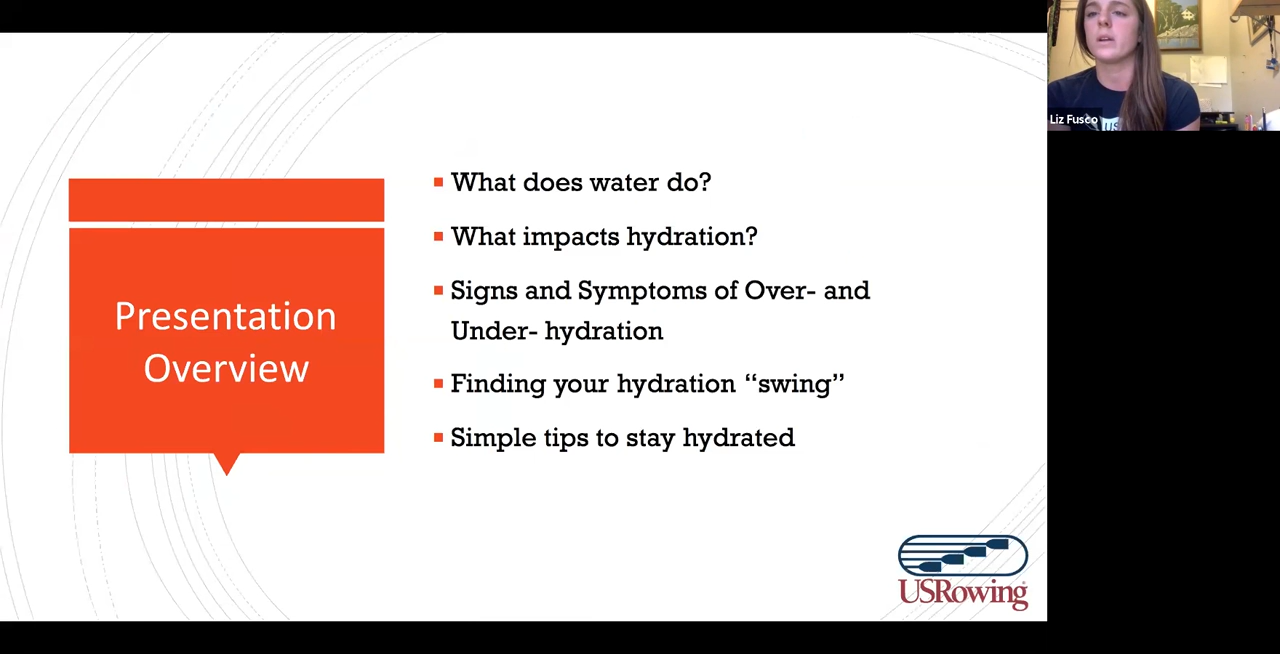 Presentation
Overview
▪ What does water do?
▪ What impacts hydration?
▪ Signs and Symptoms of Over- and
Under- hydration
▪ Finding your hydration “swing”
▪ Simple tips to stay hydrated
USRowing
Liz Fusco
US